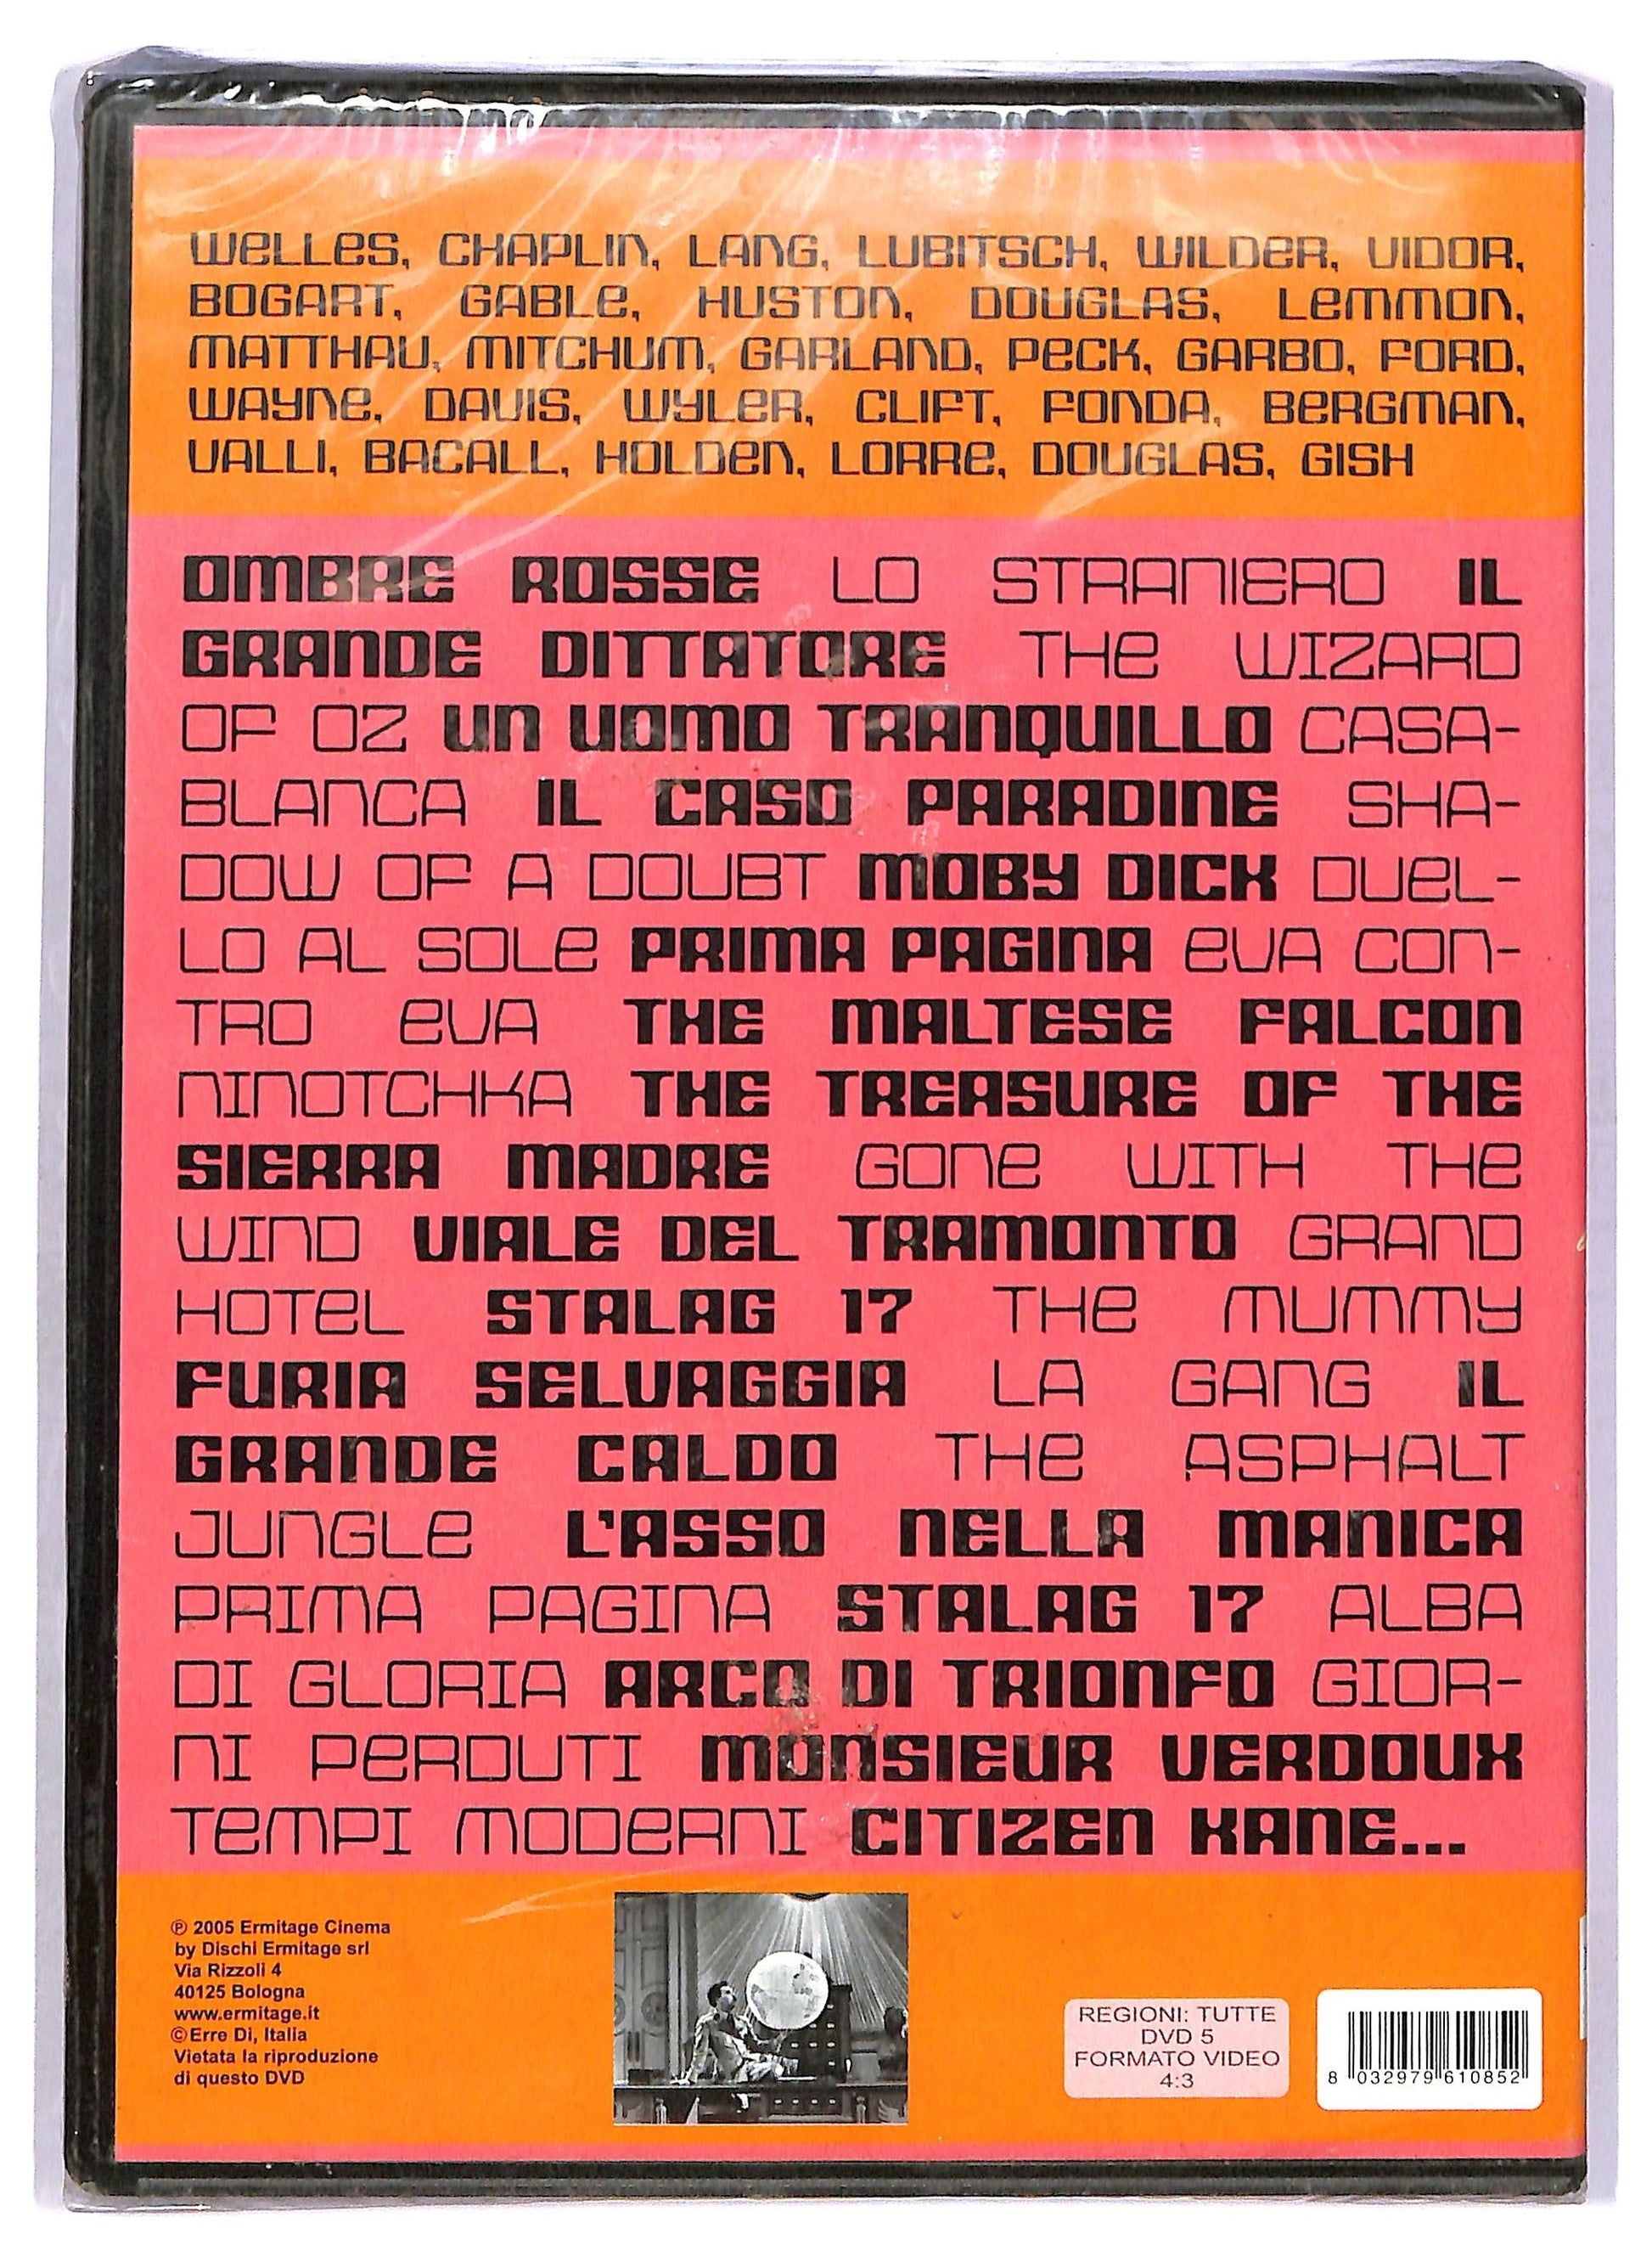 WELLES, CHAPLIN, LANG, LUBITSCH, WILDER, VIDOR,
BOGART, GABLE, HUSTON, DOUGLAS, LEMMON,
MATTHAU, MITCHUM, GARLAND, PECK, GARBO, FORD,
WAYNE, DAVIS, WYLER, CLIFT, FONDA, BERGMAN,
VALLI, BACALL, HOLDEN, LORRE, DOUGLAS, GISH
OMBRE ROSSE LO STRANIERO IL
GRANDE DITTATORE THE WIZARD
OF OZ UN UOMO TRANQUILLO CASA-
BLANCA IL CASO PARADINE SHA-
DOW OF A DOUBT MOBY DICK DUEL-
LO AL SOLE PRIMA PAGINA EVA CON-
TRO EVA THE MALTESE FALCON
NINOTCHKA THE TREASURE OF THE
SIERRA MADRE GONE WITH THE
WIND VIALE DEL TRAMONTO GRAND
HOTEL STALAG 17 THE MUMMY
FURIA SELVAGGIA LA GANG IL
GRANDE CALDO THE ASPHALT
JUNGLE L'ASSO NELLA MANICA
PRIMA PAGINA STALAG 17 ALBA
DI GLORIA ARCO DI TRIONFO GIOR-
NI PERDUTI MONSIEUR VERDOUX
TEMPI MODERNI CITIZEN KANE...
℗ 2005 Ermitage Cinema
by Dischi Ermitage srl
Via Rizzoli 4
40125 Bologna
www.ermitage.it
©Erre Di, Italia
Vietata la riproduzione
di questo DVD
REGIONI: TUTTE
DVD 5
FORMATO VIDEO
4:3
8 032979 610852